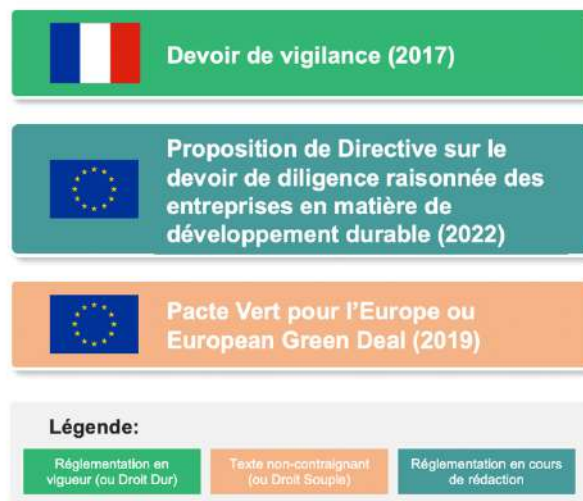 Devoir de vigilance (2017)
Proposition de Directive sur le
devoir de diligence raisonnée des
entreprises en matière de
développement durable (2022)
Pacte Vert pour l'Europe ou
European Green Deal (2019)
Légende:
Réglementation en
vigueur (ou Droit Dur)
Texte non-contraignant
(ou Droit Souple)
Réglementation en cours
de rédaction